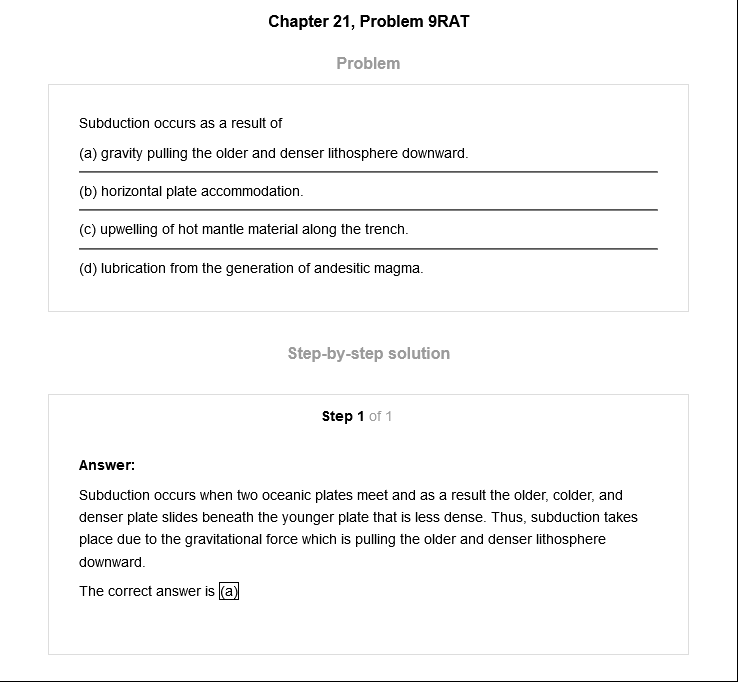 Chapter 21, Problem 9RAT
Problem
Subduction occurs as a result of
(a) gravity pulling the older and denser lithosphere downward.
(b) horizontal plate accommodation.
(c) upwelling of hot mantle material along the trench.
(d) lubrication from the generation of andesitic magma.
Step-by-step solution
Step 1 of 1
Answer:
Subduction occurs when two oceanic plates meet and as a result the older, colder, and
denser plate slides beneath the younger plate that is less dense. Thus, subduction takes
place due to the gravitational force which is pulling the older and denser lithosphere
downward.
The correct answer is (a)